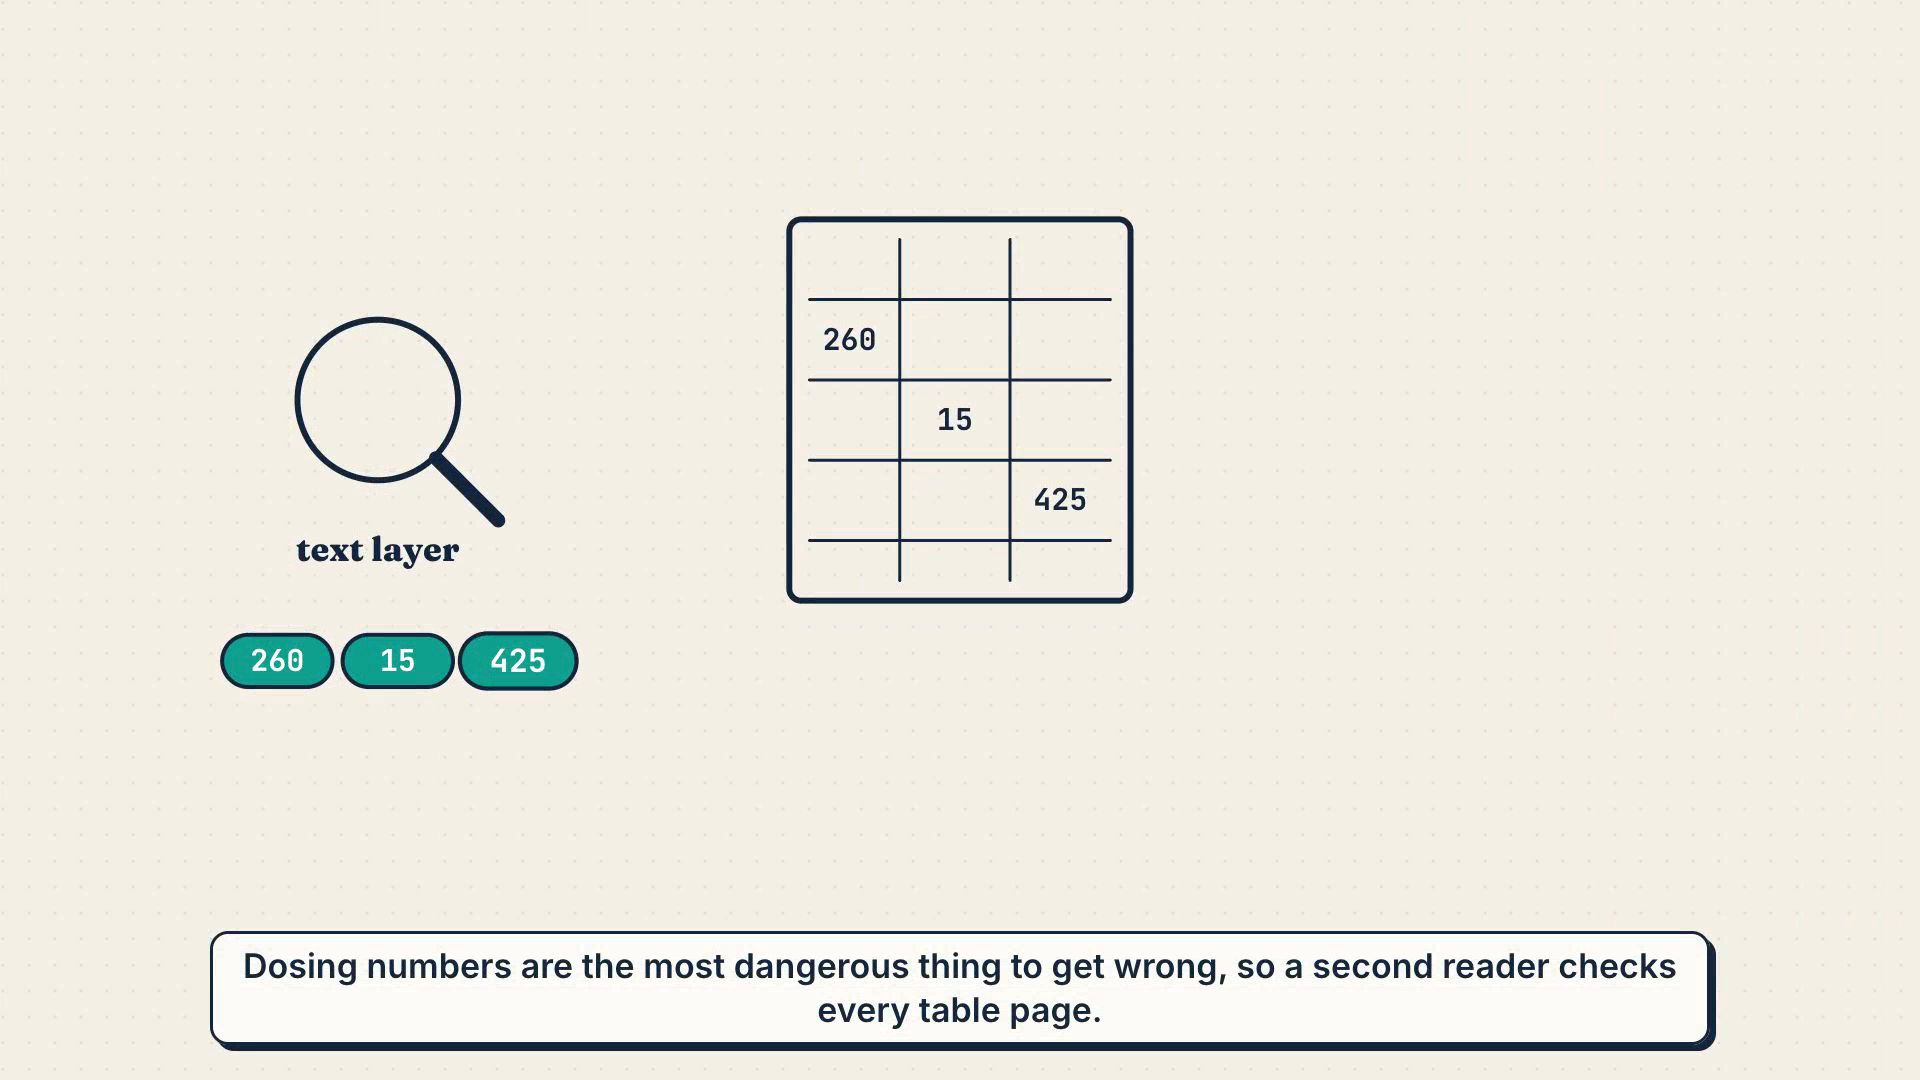 260
15
425
text layer
260 15 425
Dosing numbers are the most dangerous thing to get wrong, so a second reader checks
every table page.